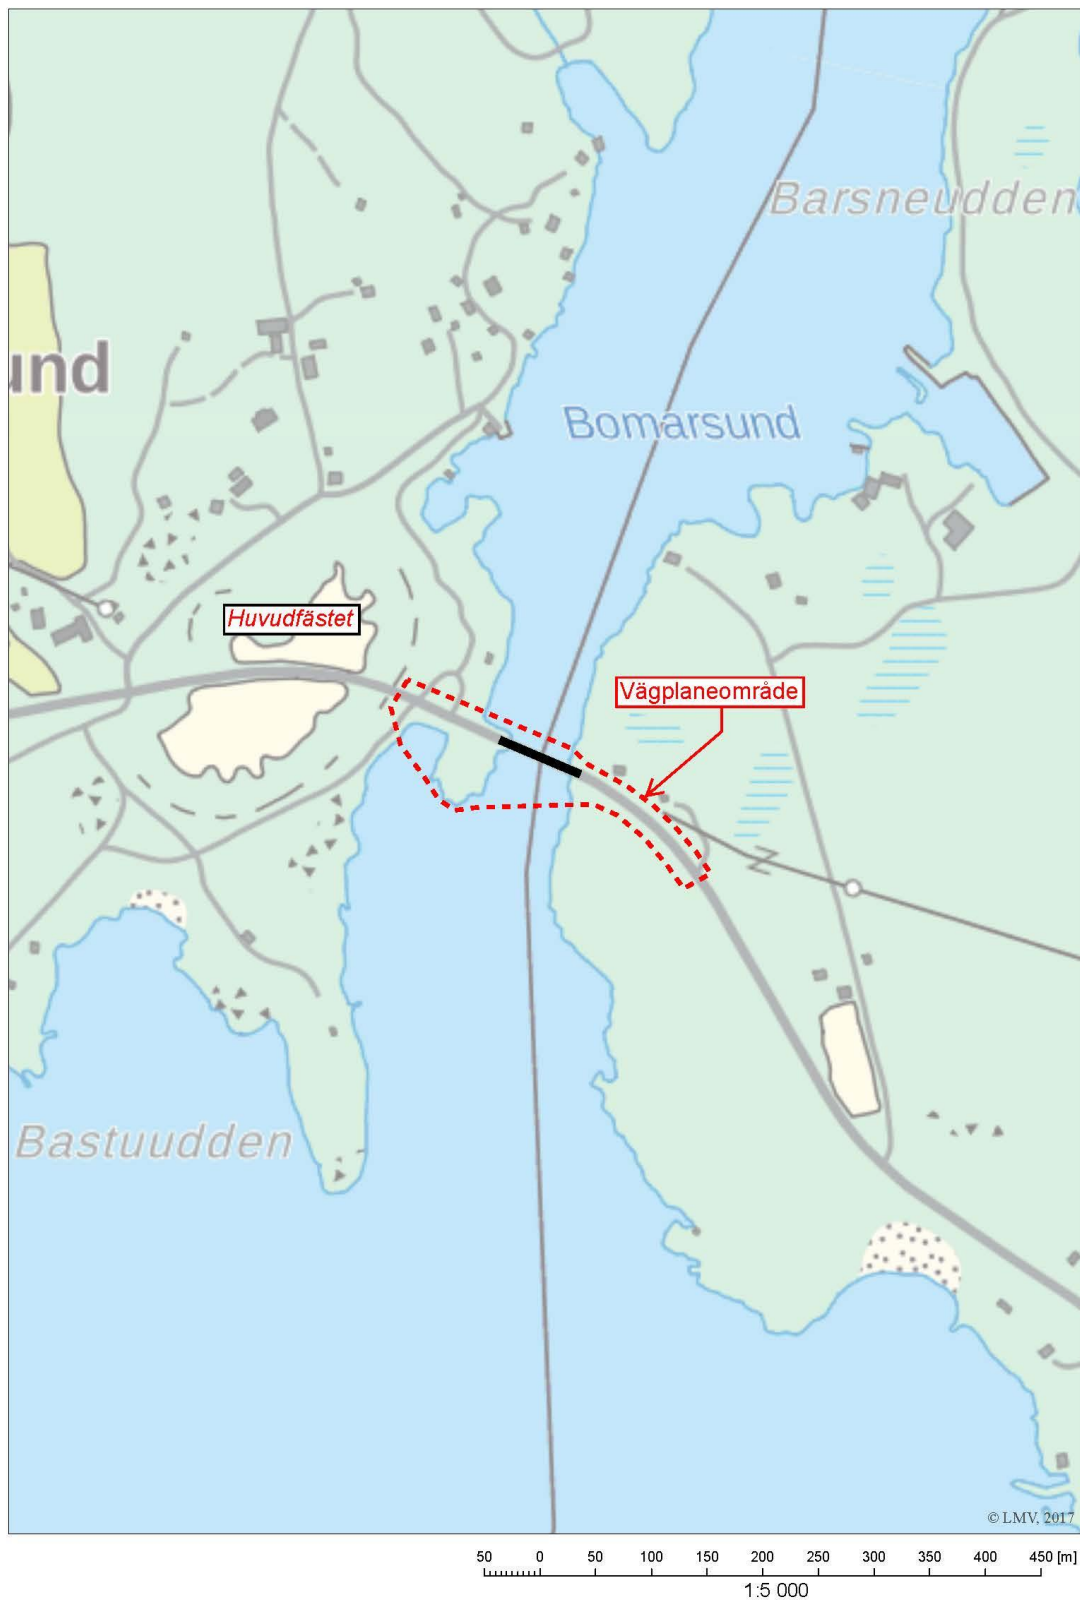 Barsneudden
und
Bomarsund
Huvudfästet
Vägplaneområde
Bastuudden
© LMV, 2017
50 0 50 100 150 200 250 300 350 400 450 [m]
1:5 000